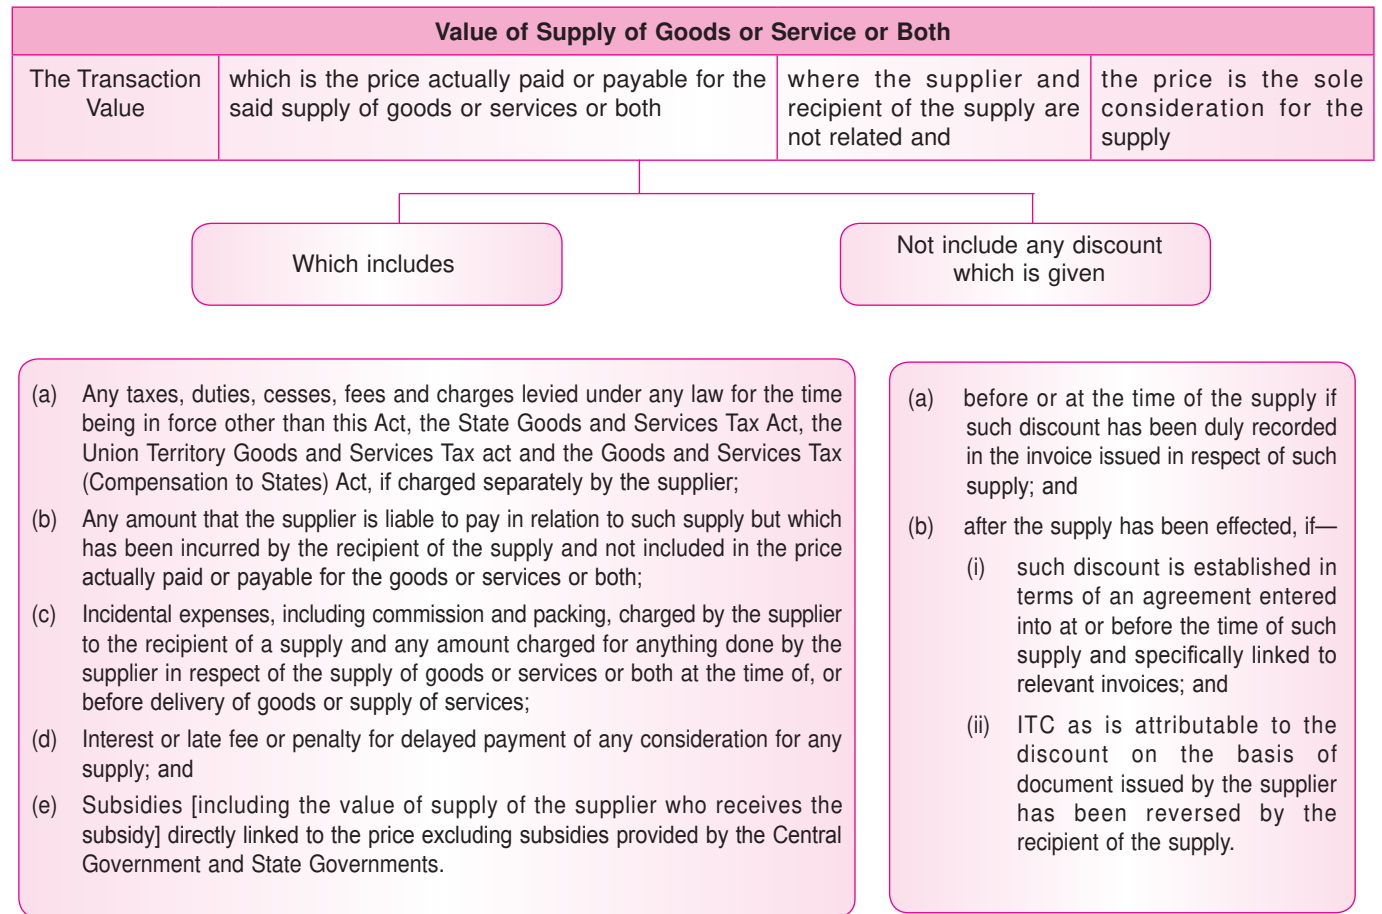 Value of Supply of Goods or Service or Both
The Transaction
Value
which is the price actually paid or payable for the
said supply of goods or services or both
where the supplier and
recipient of the supply are
not related and
the price is the sole
consideration for the
supply
Which includes
Not include any discount
which is given
(a) Any taxes, duties, cesses, fees and charges levied under any law for the time
being in force other than this Act, the State Goods and Services Tax Act, the
Union Territory Goods and Services Tax act and the Goods and Services Tax
(Compensation to States) Act, if charged separately by the supplier;
(b) Any amount that the supplier is liable to pay in relation to such supply but which
has been incurred by the recipient of the supply and not included in the price
actually paid or payable for the goods or services or both;
(c) Incidental expenses, including commission and packing, charged by the supplier
to the recipient of a supply and any amount charged for anything done by the
supplier in respect of the supply of goods or services or both at the time of, or
before delivery of goods or supply of services;
(d) Interest or late fee or penalty for delayed payment of any consideration for any
supply; and
(e) Subsidies [including the value of supply of the supplier who receives the
subsidy] directly linked to the price excluding subsidies provided by the Central
Government and State Governments.
(a) before or at the time of the supply if
such discount has been duly recorded
in the invoice issued in respect of such
supply; and
(b) after the supply has been effected, if—
(i) such discount is established in
terms of an agreement entered
into at or before the time of such
supply and specifically linked to
relevant invoices; and
(ii) ITC as is attributable to the
discount on the basis of
document issued by the supplier
has been reversed by the
recipient of the supply.